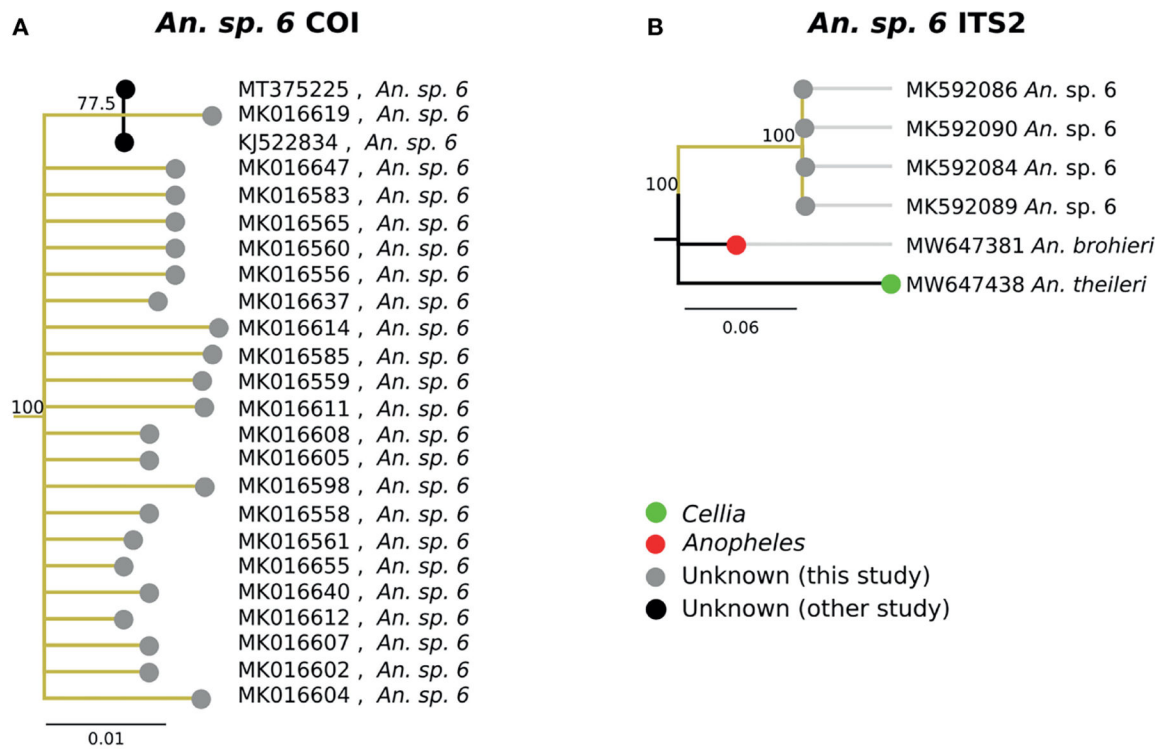 A
An. sp. 6 COI
77.5
MT375225 , An. sp. 6
MK016619 , An. sp. 6
KJ522834 , An. sp. 6
MK016647 , An. sp. 6
MK016583 , An. sp. 6
MK016565 , An. sp. 6
MK016560 , An. sp. 6
MK016556 , An. sp. 6
MK016637 , An. sp. 6
MK016614 , An. sp. 6
MK016585 , An. sp. 6
MK016559 , An. sp. 6
100
MK016611 , An. sp. 6
MK016608 , An. sp. 6
MK016605 , An. sp. 6
MK016598 , An. sp. 6
MK016558 , An. sp. 6
MK016561 , An. sp. 6
MK016655 , An. sp. 6
MK016640 , An. sp. 6
MK016612 , An. sp. 6
MK016607 , An. sp. 6
MK016602 , An. sp. 6
MK016604 , An. sp. 6
0.01
B
An. sp. 6 ITS2
MK592086 An. sp. 6
MK592090 An. sp. 6
100
MK592084 An. sp. 6
100
MK592089 An. sp. 6
MW647381 An. brohieri
MW647438 An. theileri
0.06
Cellia
Anopheles
Unknown (this study)
Unknown (other study)